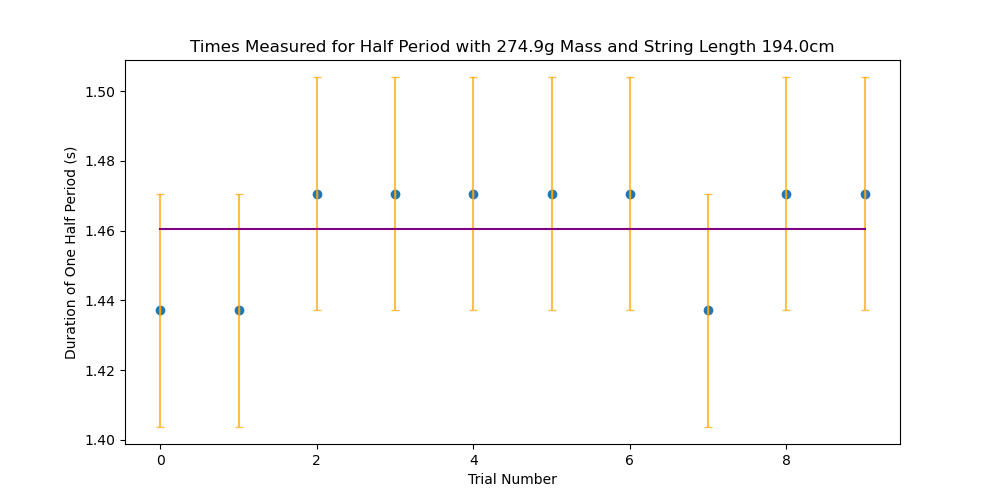 Times Measured for Half Period with 274.9g Mass and String Length 194.0cm
Duration of One Half Period (s)
1.50
1.48
1.46
1.44
1.42
1.40
0 2 4 6 8
Trial Number